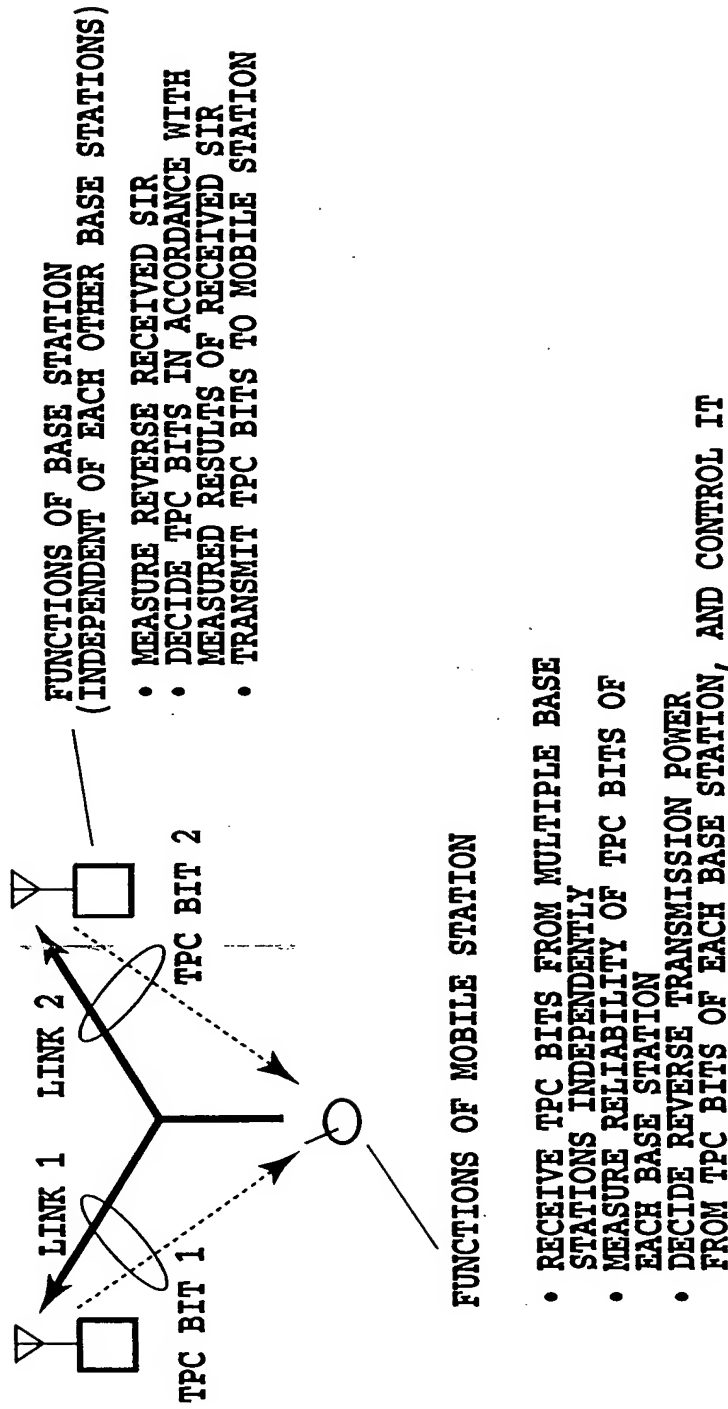 FUNCTIONS OF BASE STATION
(INDEPENDENT OF EACH OTHER BASE STATIONS)
• MEASURE REVERSE RECEIVED SIR
• DECIDE TPC BITS IN ACCORDANCE WITH
MEASURED RESULTS OF RECEIVED SIR
• TRANSMIT TPC BITS TO MOBILE STATION
LINK 1
LINK 2
TPC BIT 1
TPC BIT 2
FUNCTIONS OF MOBILE STATION
• RECEIVE TPC BITS FROM MULTIPLE BASE
STATIONS INDEPENDENTLY
• MEASURE RELIABILITY OF TPC BITS OF
EACH BASE STATION
• DECIDE REVERSE TRANSMISSION POWER
FROM TPC BITS OF EACH BASE STATION, AND CONTROL IT